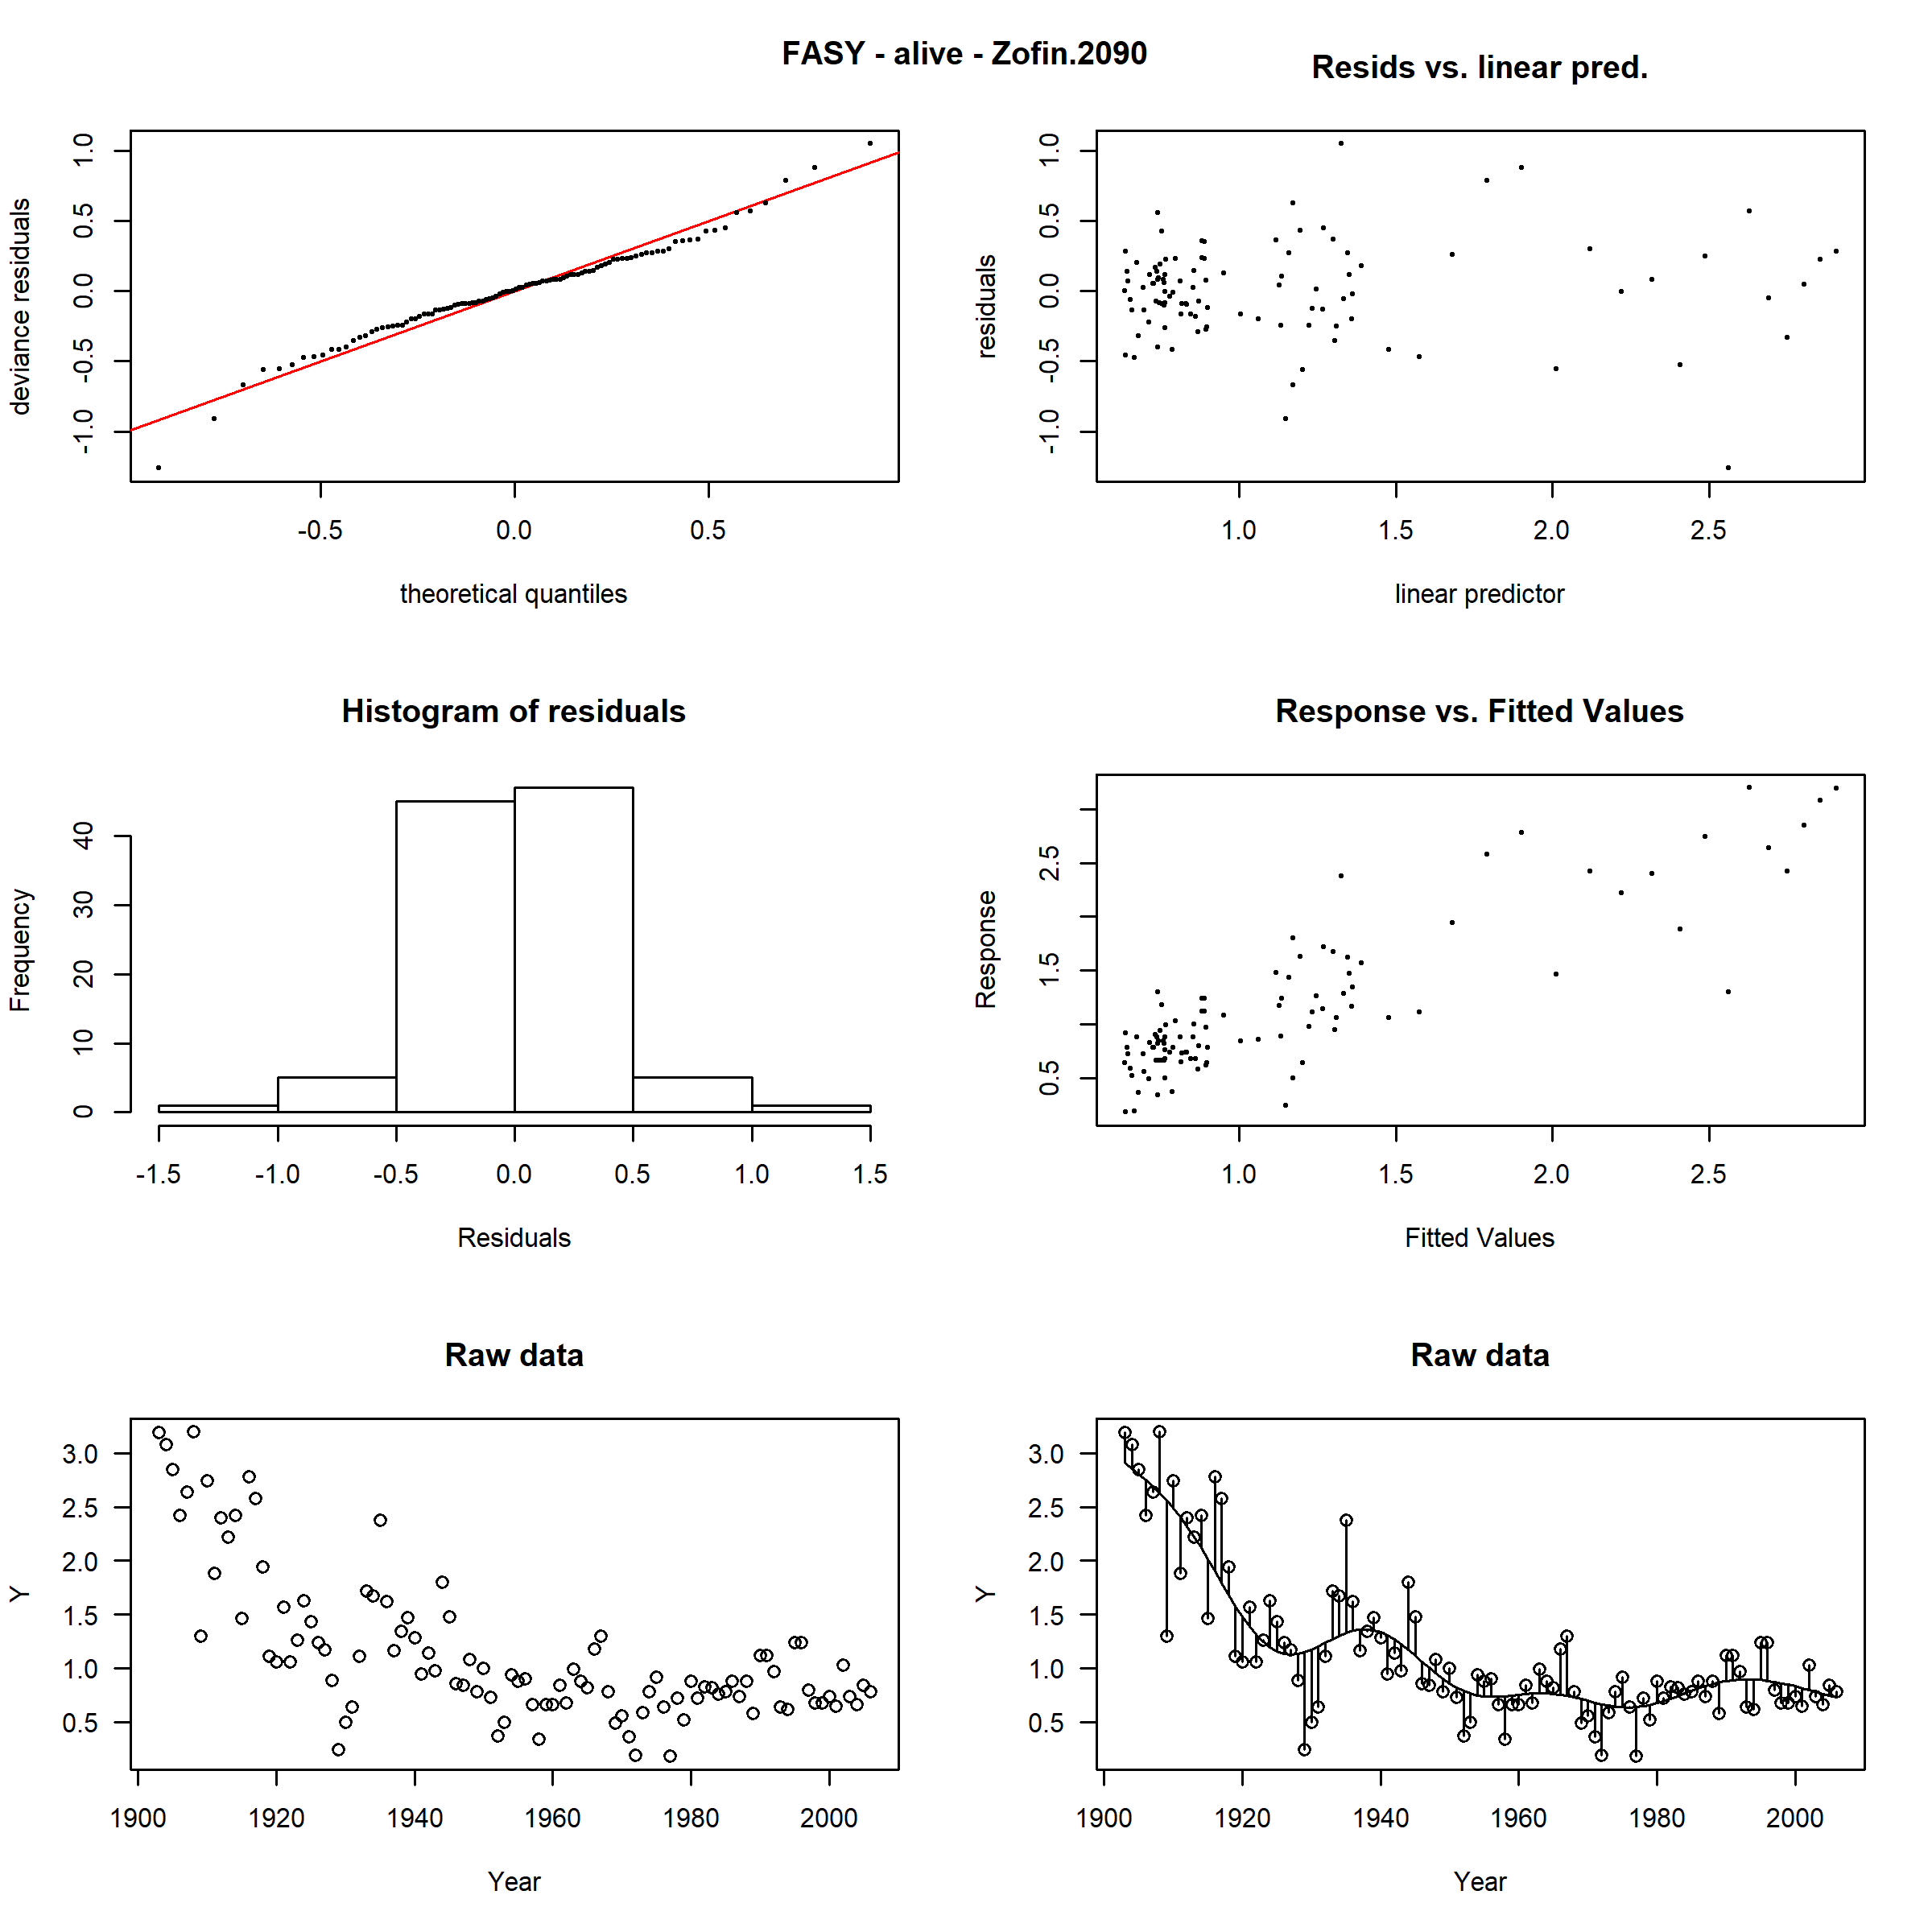 FASY - alive - Zofin.2090
Resids vs. linear pred.
deviance residuals
1.0
0.5
0.0
-0.5
-1.0
-0.5 0.0 0.5
theoretical quantiles
residuals
1.0
0.5
0.0
-0.5
-1.0
1.0 1.5 2.0 2.5
linear predictor
Histogram of residuals
Frequency
40
30
20
10
0
-1.5 -1.0 -0.5 0.0 0.5 1.0 1.5
Residuals
Response vs. Fitted Values
Response
2.5
1.5
0.5
1.0 1.5 2.0 2.5
Fitted Values
Raw data
Y
3.0
2.5
2.0
1.5
1.0
0.5
1900 1920 1940 1960 1980 2000
Year
Raw data
Y
3.0
2.5
2.0
1.5
1.0
0.5
1900 1920 1940 1960 1980 2000
Year